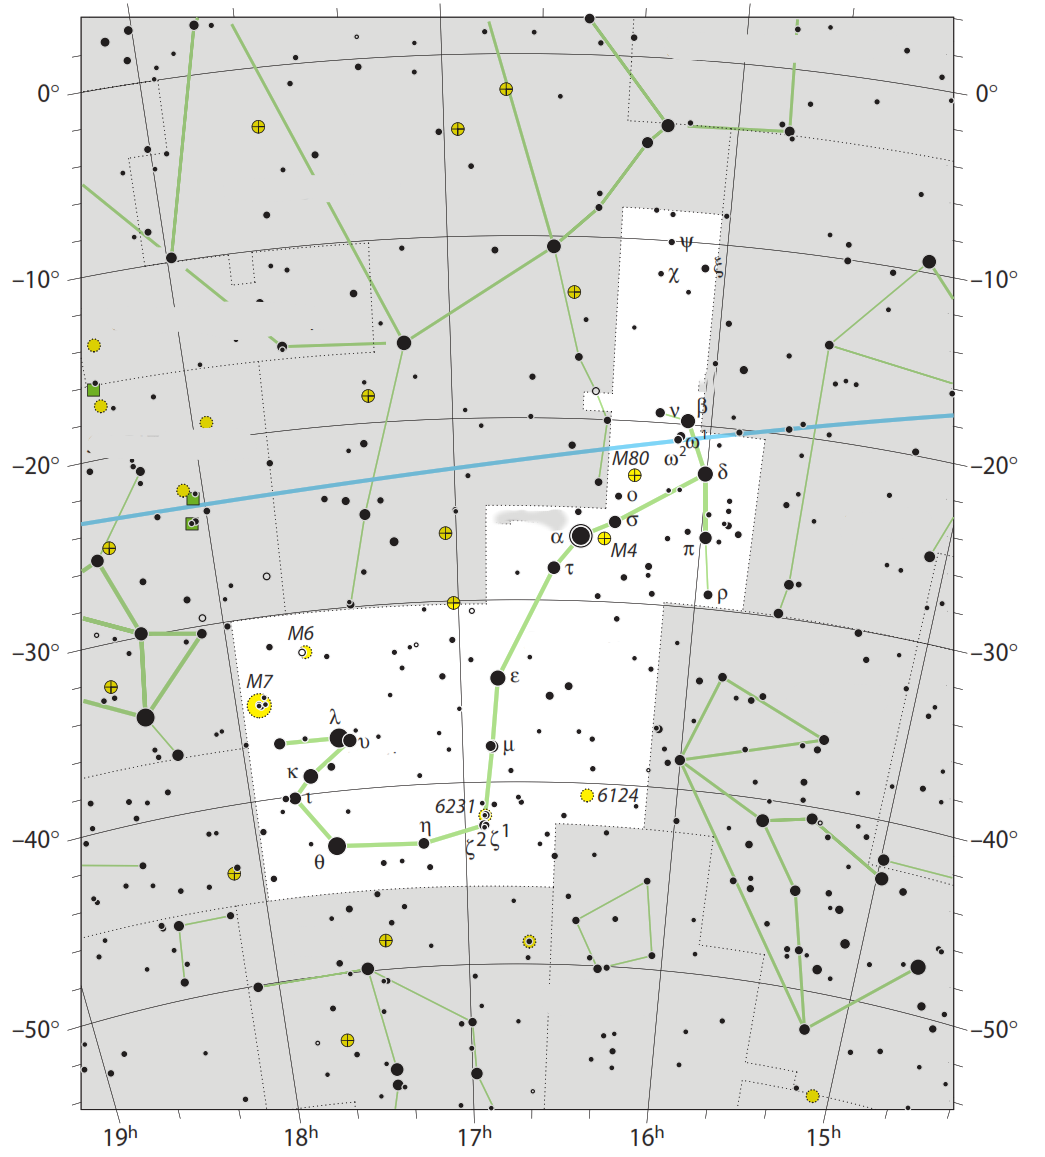 0° 0°
ψ
–10° χ ξ –10°
ν β
–20° M80 ω² ω¹ –20°
δ
ο
σ
α M4 π
τ
ρ
M6
–30° –30°
M7 ε
λ
υ μ
κ
ι 6231 6124
–40° η ζ² ζ¹ –40°
θ
–50° –50°
19ʰ 18ʰ 17ʰ 16ʰ 15ʰ